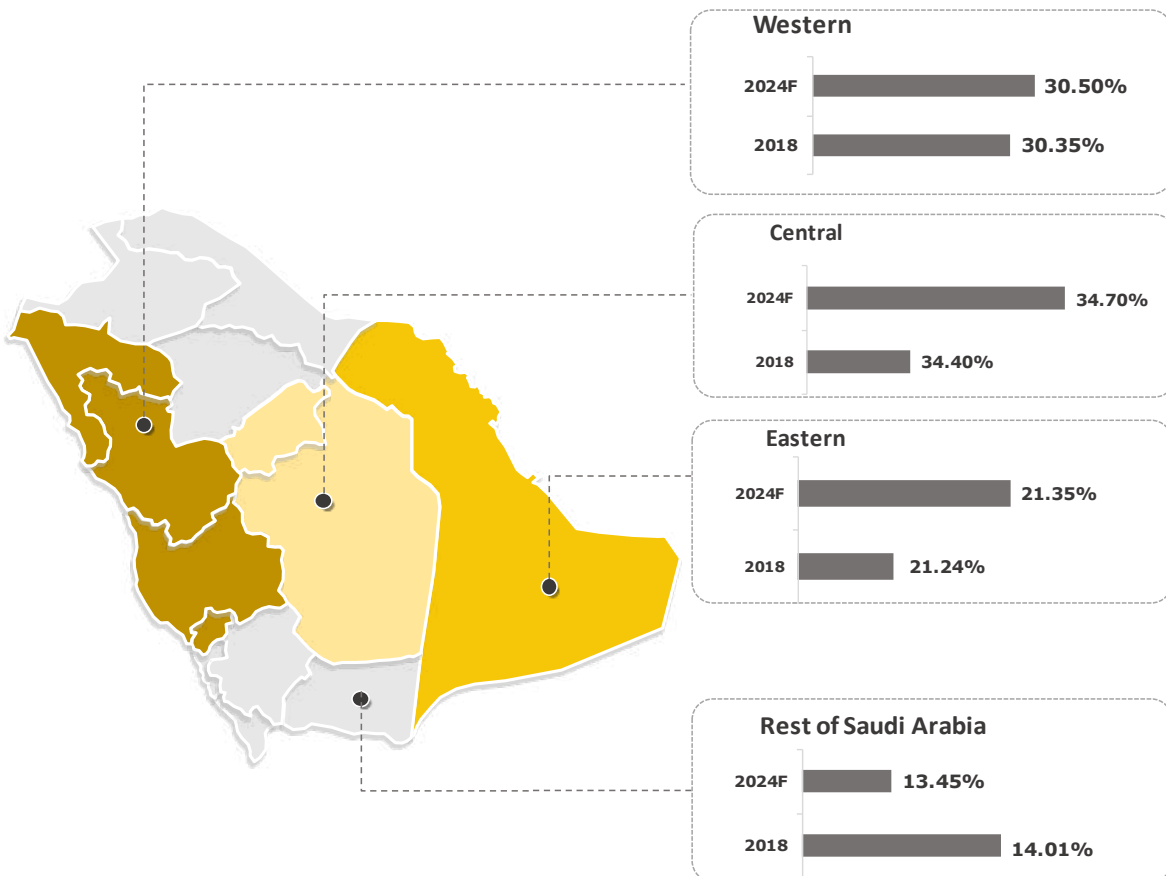 Western
2024F 30.50%
2018 30.35%
Central
2024F 34.70%
2018 34.40%
Eastern
2024F 21.35%
2018 21.24%
Rest of Saudi Arabia
2024F 13.45%
2018 14.01%